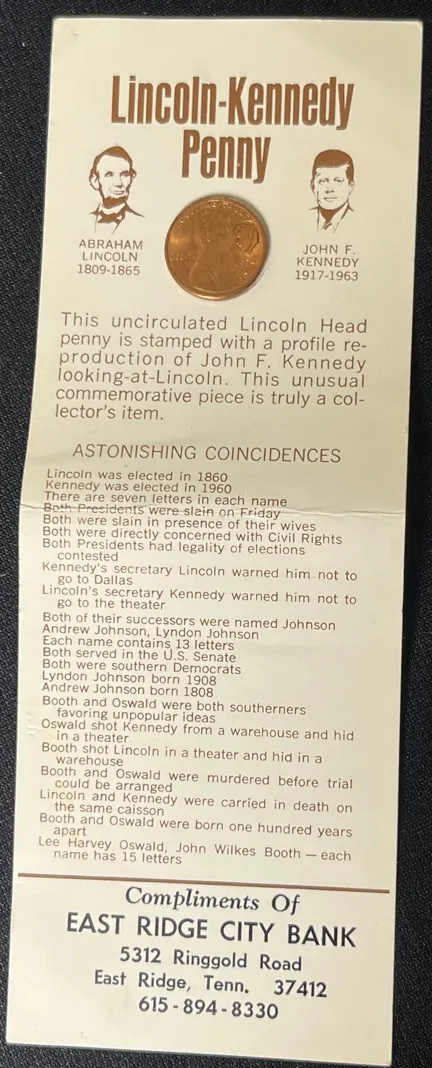 Lincoln-Kennedy
Penny
ABRAHAM
LINCOLN
1809-1865
JOHN F.
KENNEDY
1917-1963
This uncirculated Lincoln Head
penny is stamped with a profile re-
production of John F. Kennedy
looking-at-Lincoln. This unusual
commemorative piece is truly a col-
lector's item.
ASTONISHING COINCIDENCES
Lincoln was elected in 1860
Kennedy was elected in 1960
There are seven letters in each name
Both Presidents were slain on Friday
Both were slain in presence of their wives
Both were directly concerned with Civil Rights
Both Presidents had legality of elections
contested
Kennedy's secretary Lincoln warned him not to
go to Dallas
Lincoln's secretary Kennedy warned him not to
go to the theater
Both of their successors were named Johnson
Andrew Johnson, Lyndon Johnson
Each name contains 13 letters
Both served in the U.S. Senate
Both were southern Democrats
Lyndon Johnson born 1908
Andrew Johnson born 1808
Booth and Oswald were both southerners
favoring unpopular ideas
Oswald shot Kennedy from a warehouse and hid
in a theater
Booth shot Lincoln in a theater and hid in a
warehouse
Booth and Oswald were murdered before trial
could be arranged
Lincoln and Kennedy were carried in death on
the same caisson
Booth and Oswald were born one hundred years
apart
Lee Harvey Oswald, John Wilkes Booth — each
name has 15 letters
Compliments Of
EAST RIDGE CITY BANK
5312 Ringgold Road
East Ridge, Tenn. 37412
615-894-8330